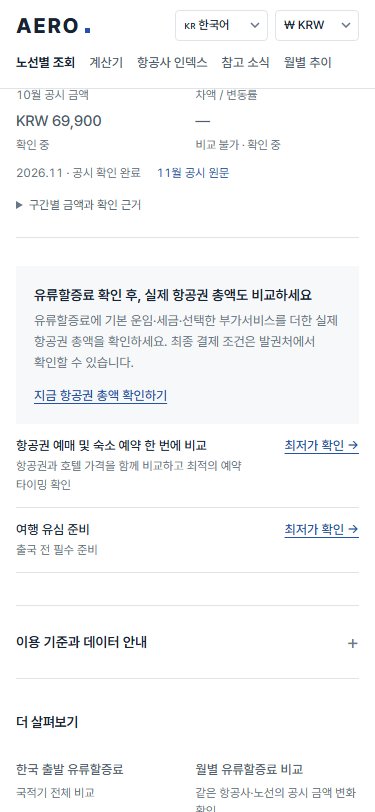 AERO.
KR 한국어
₩ KRW
노선별 조회 계산기 항공사 인덱스 참고 소식 월별 추이
10월 공시 금액
차액 / 변동률
KRW 69,900
—
확인 중
비교 불가 · 확인 중
2026.11 · 공시 확인 완료 11월 공시 원문
▶ 구간별 금액과 확인 근거
유류할증료 확인 후, 실제 항공권 총액도 비교하세요
유류할증료에 기본 운임·세금·선택한 부가서비스를 더한 실제
항공권 총액을 확인하세요. 최종 결제 조건은 발권처에서
확인할 수 있습니다.
지금 항공권 총액 확인하기
항공권 예매 및 숙소 예약 한 번에 비교
최저가 확인 →
항공권과 호텔 가격을 함께 비교하고 최적의 예약
타이밍 확인
여행 유심 준비
최저가 확인 →
출국 전 필수 준비
이용 기준과 데이터 안내 +
더 살펴보기
한국 출발 유류할증료
월별 유류할증료 비교
국적기 전체 비교
같은 항공사·노선의 공시 금액 변화
확인